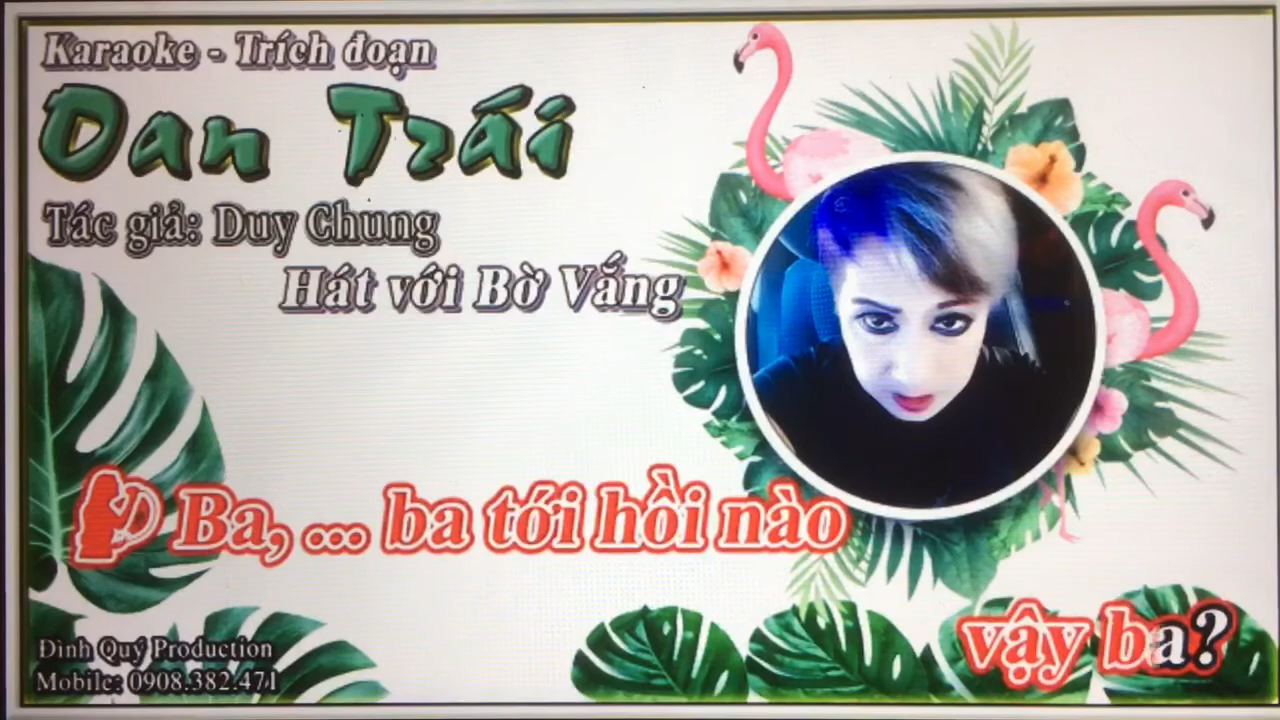 Karaoke - Trích đoạn
Oan Trái
Tác giả: Duy Chung
Hát với Bờ Vắng
Ba, ... ba tới hồi nào
vậy ba?
Đình Quý Production
Mobile: 0908.382.471